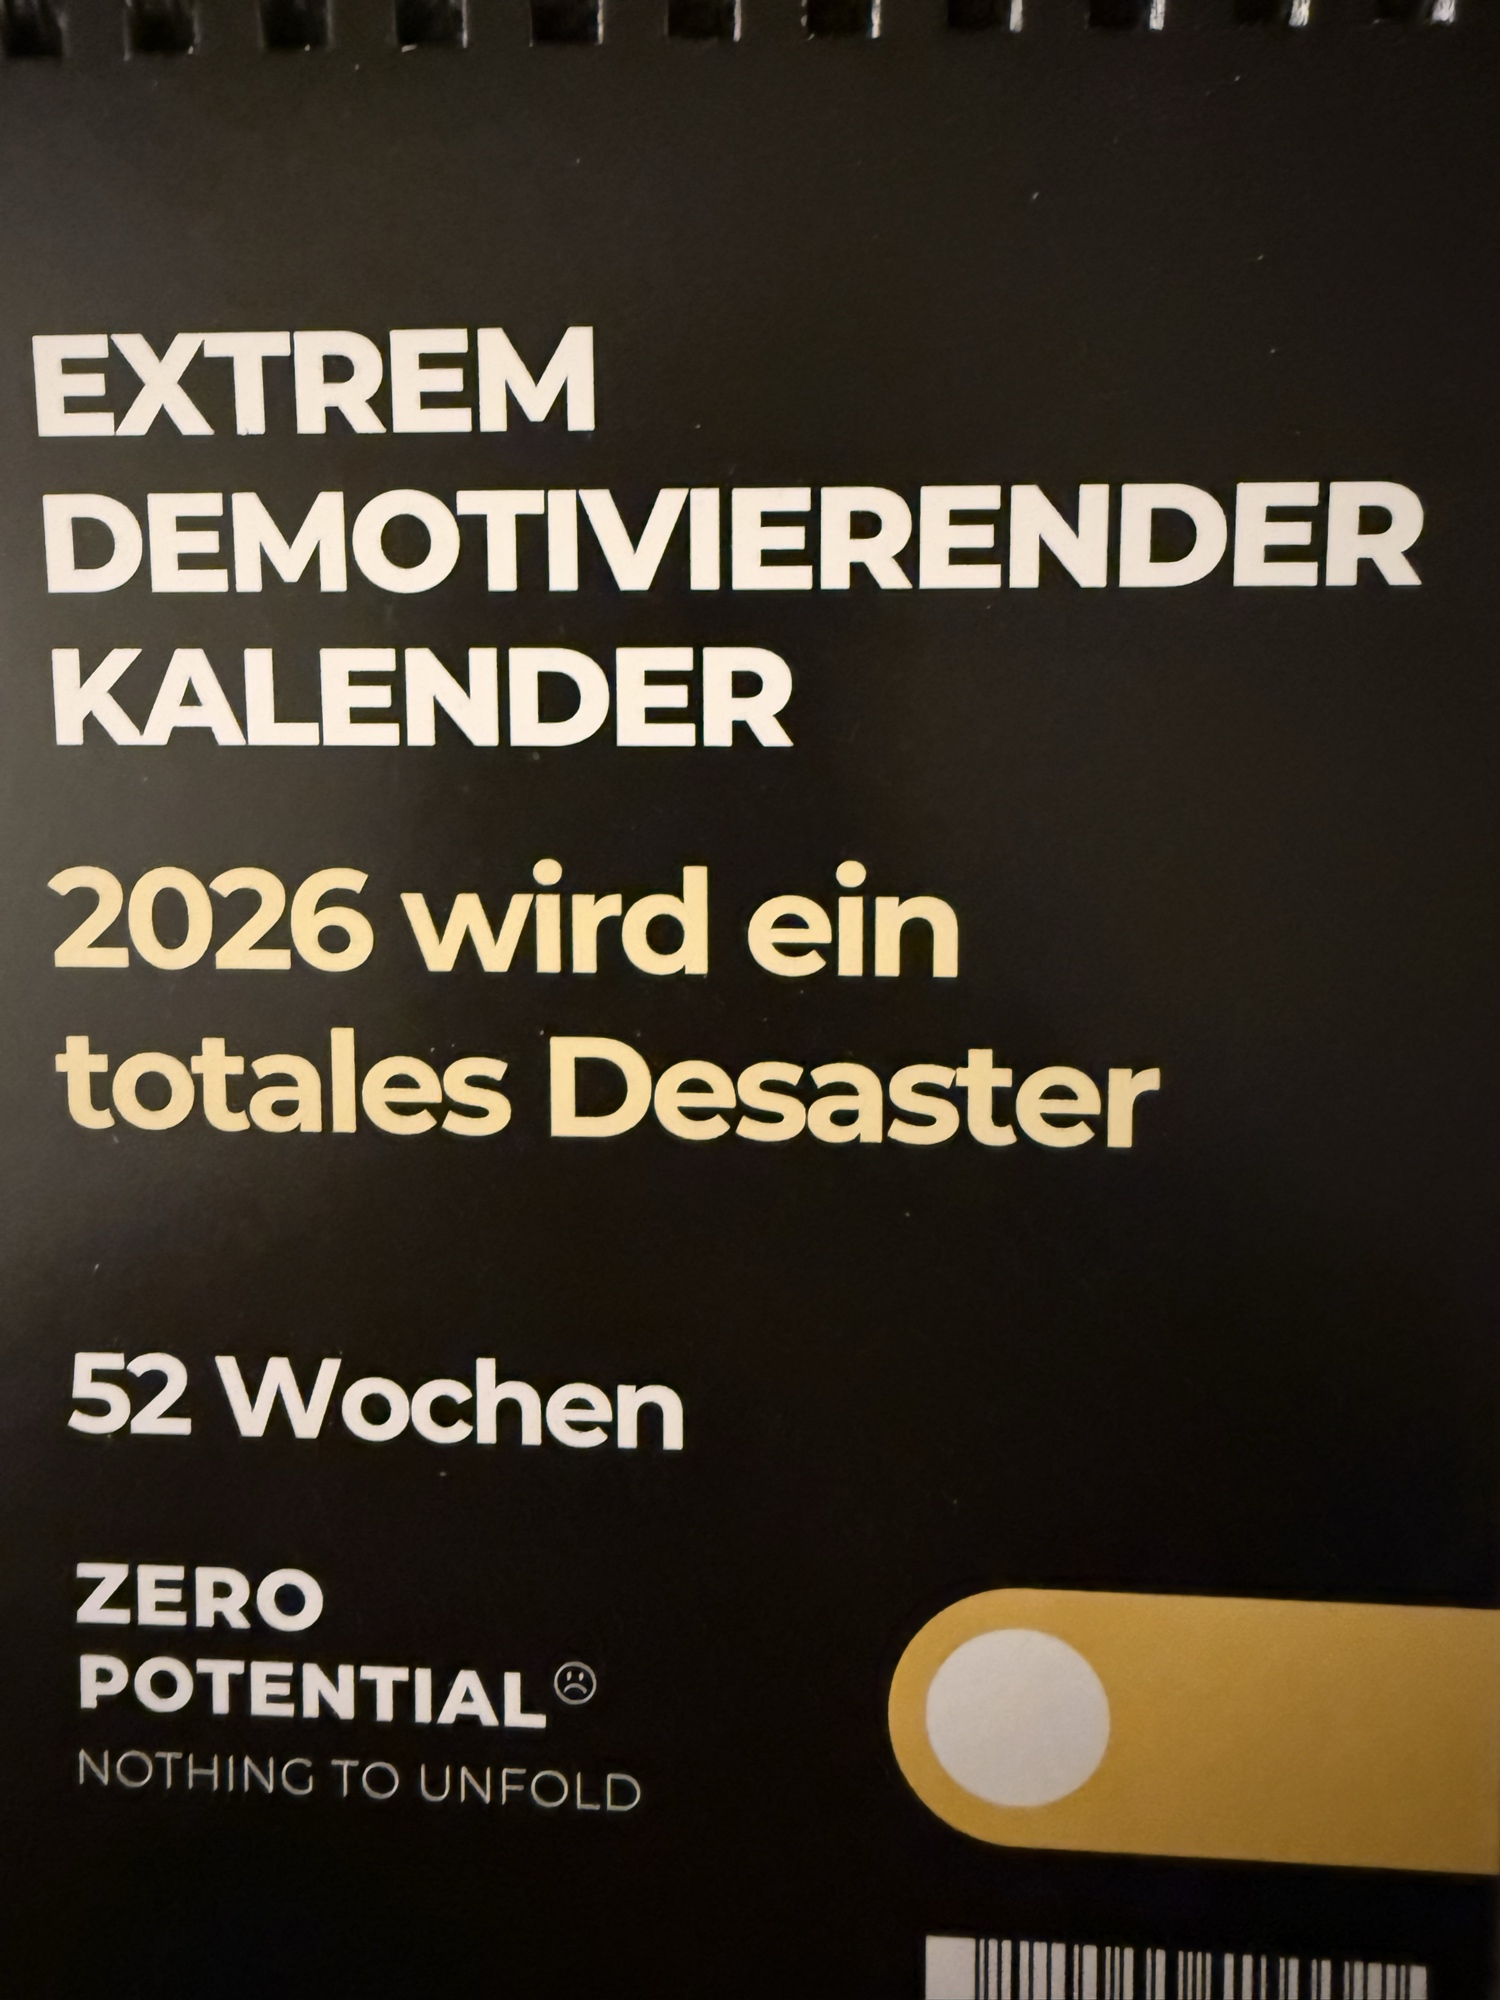 EXTREM
DEMOTIVIERENDER
KALENDER
2026 wird ein
totales Desaster
52 Wochen
ZERO
POTENTIAL
NOTHING TO UNFOLD